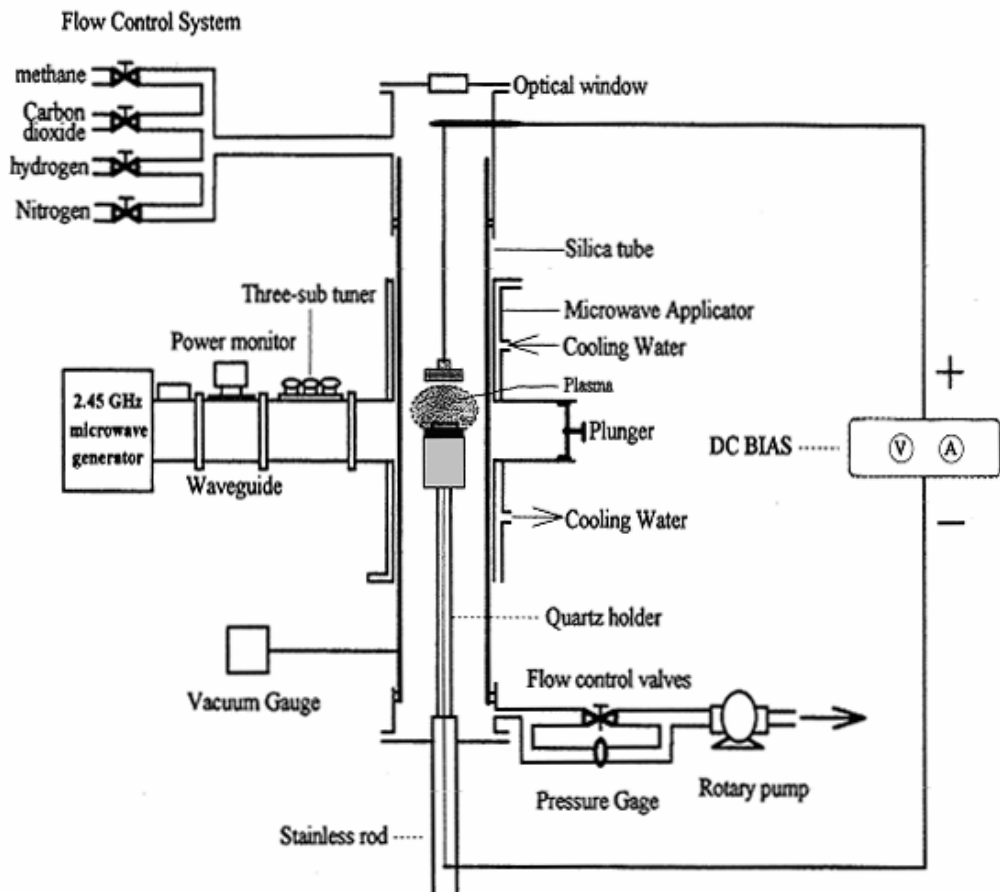 Flow Control System
methane
Carbon
dioxide
hydrogen
Nitrogen
Optical window
Silica tube
Three-sub tuner
Microwave Applicator
Power monitor
Cooling Water
Plasma
2.45 GHz
microwave
generator
Plunger
+
DC BIAS
V A
Waveguide
Cooling Water
−
Quartz holder
Vacuum Gauge
Flow control valves
Pressure Gage
Rotary pump
Stainless rod